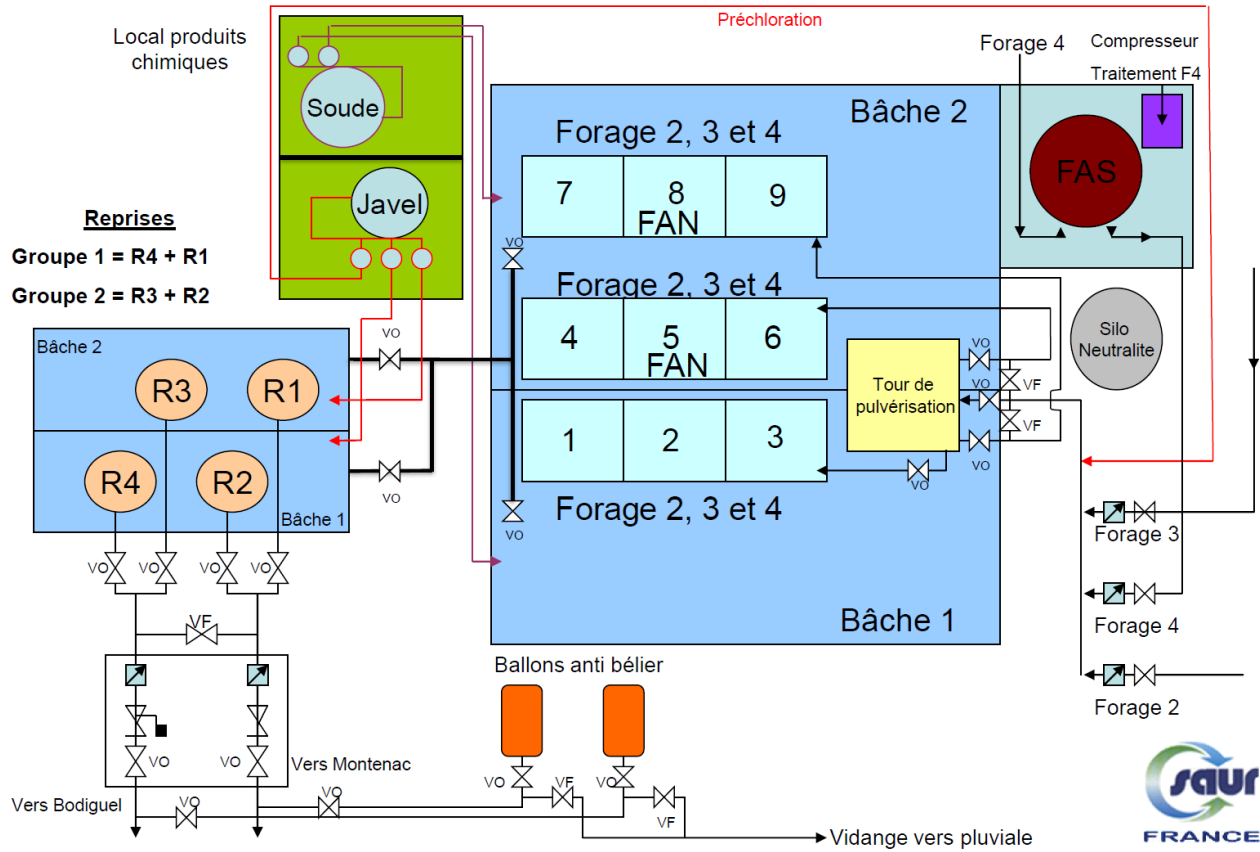 Préchloration
Local produits
chimiques
Forage 4
Compresseur
Traitement F4
Soude
Bâche 2
Forage 2, 3 et 4
FAS
7
8
9
FAN
Javel
Reprises
Groupe 1 = R4 + R1
Groupe 2 = R3 + R2
VO
Forage 2, 3 et 4
4
5
6
FAN
Silo
Neutralite
VO
Bâche 2
R3
R1
Tour de
pulvérisation
VO
VF
VO
VF
VO
1
2
3
VO
R4
R2
Bâche 1
VO
Forage 2, 3 et 4
VO
Forage 3
VO
VO
VO
VO
Bâche 1
Forage 4
VF
Ballons anti bélier
Forage 2
VO
VO
Vers Montenac
VO
VF
VO
Vers Bodiguel
VO
VO
VF
Vidange vers pluviale
saur
FRANCE